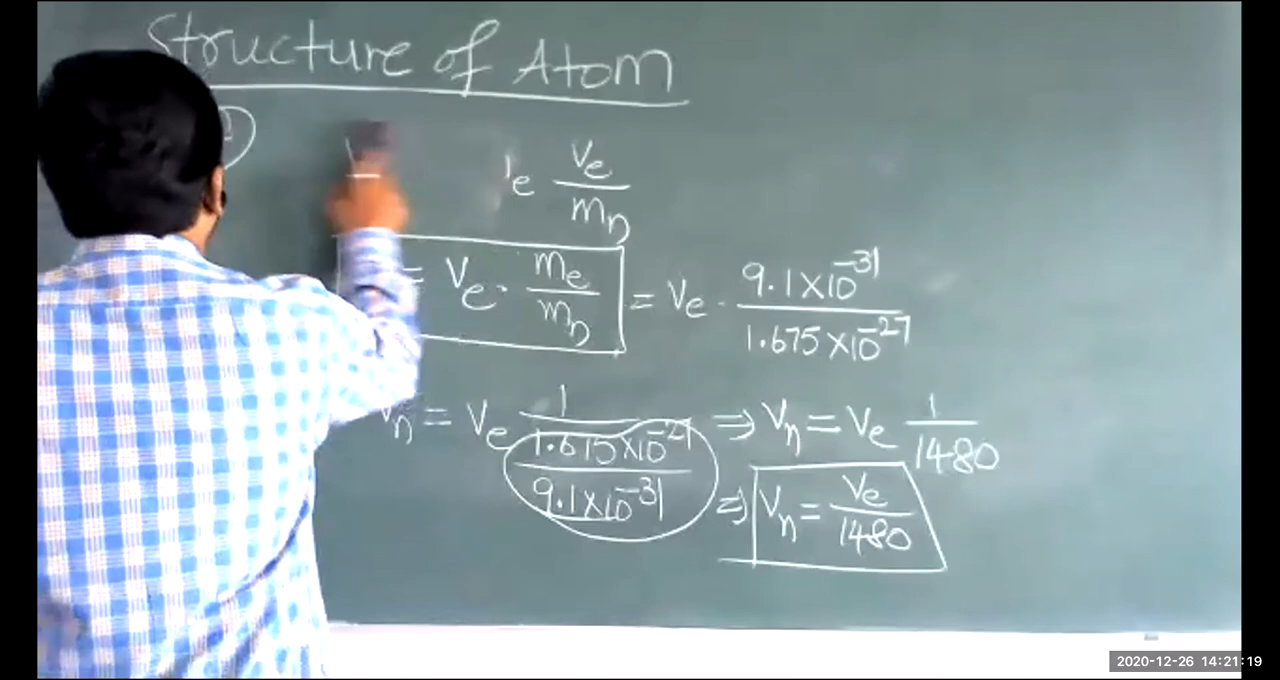 Structure of Atom
e Ve/mn
= Ve · me/mn = Ve · 9.1×10^-31/1.675×10^-27
Vn = Ve 1/(1.675×10^-27/9.1×10^-31) ⇒ Vn = Ve 1/1480
⇒ Vn = Ve/1480
2020-12-26 14:21:19